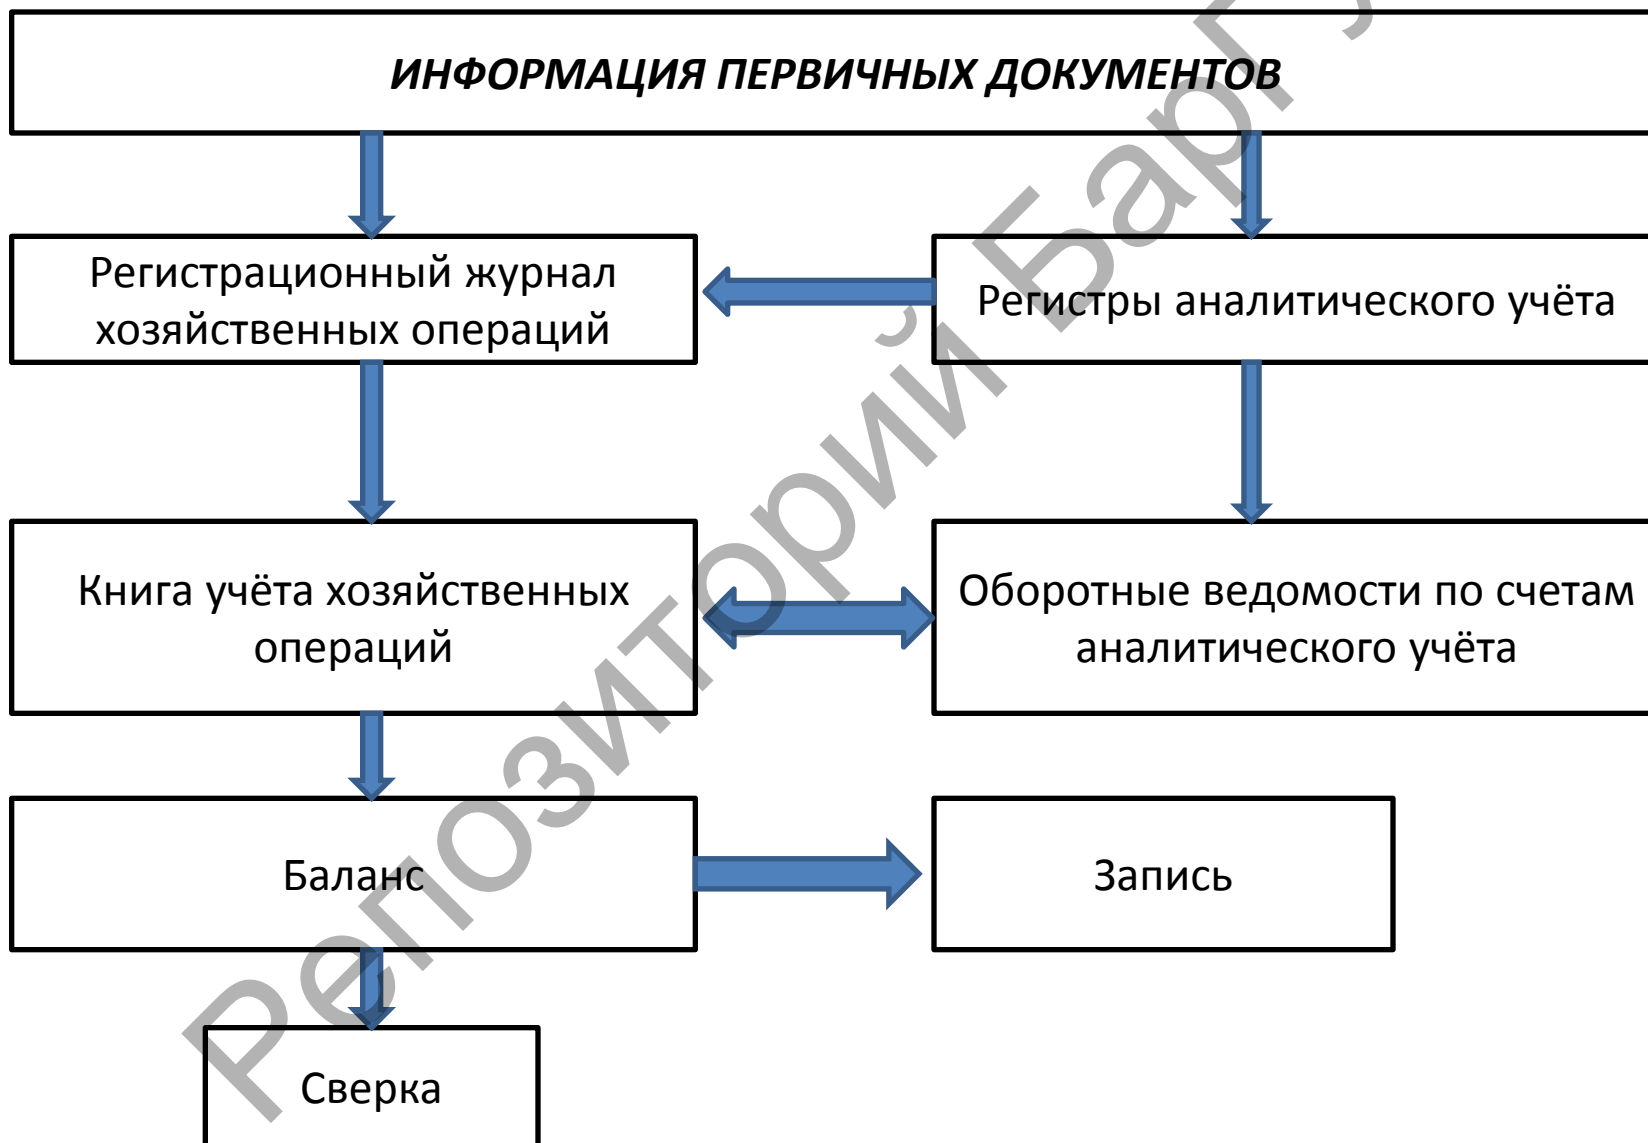 ИНФОРМАЦИЯ ПЕРВИЧНЫХ ДОКУМЕНТОВ
Регистрационный журнал
хозяйственных операций
Регистры аналитического учёта
Книга учёта хозяйственных
операций
Оборотные ведомости по счетам
аналитического учёта
Баланс
Запись
Сверка
Репозиторий БарГУ